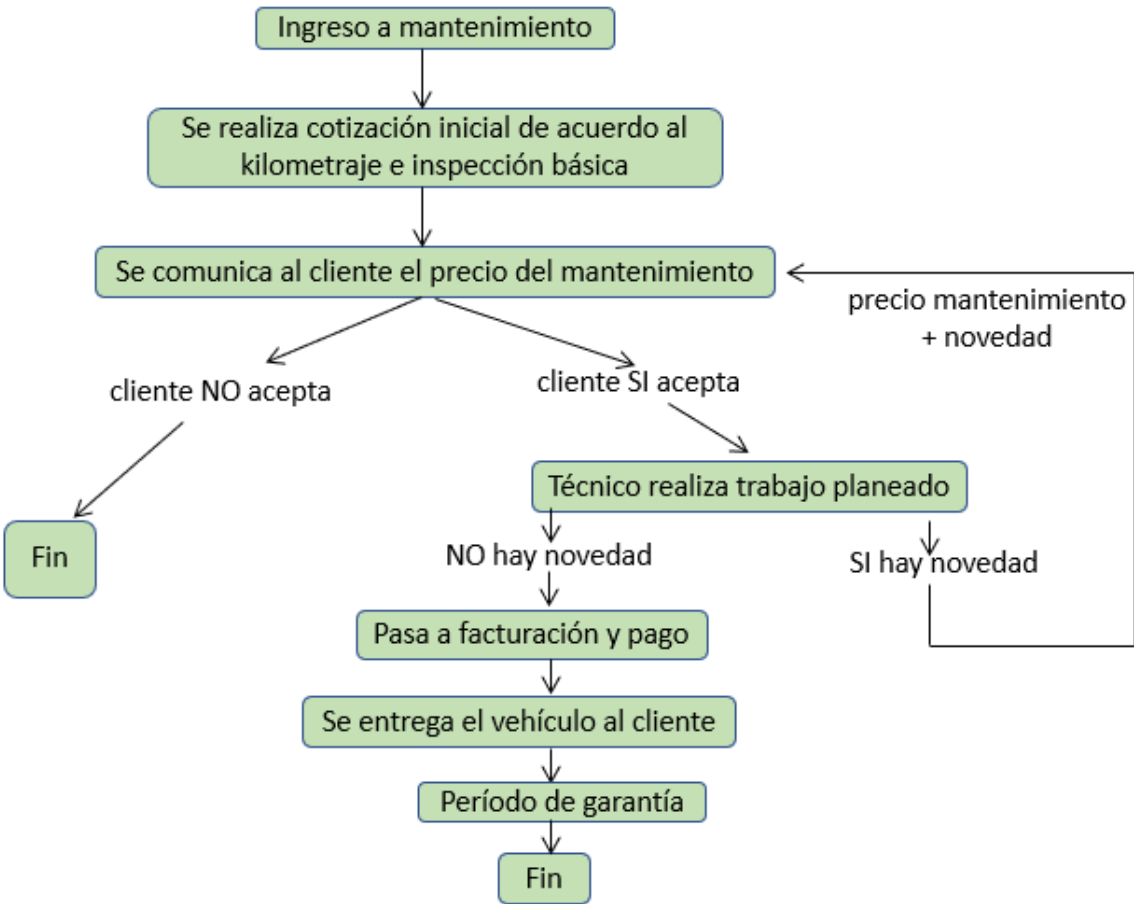 Ingreso a mantenimiento
Se realiza cotización inicial de acuerdo al
kilometraje e inspección básica
Se comunica al cliente el precio del mantenimiento
precio mantenimiento
+ novedad
cliente NO acepta
cliente SI acepta
Técnico realiza trabajo planeado
Fin
NO hay novedad
SI hay novedad
Pasa a facturación y pago
Se entrega el vehículo al cliente
Período de garantía
Fin